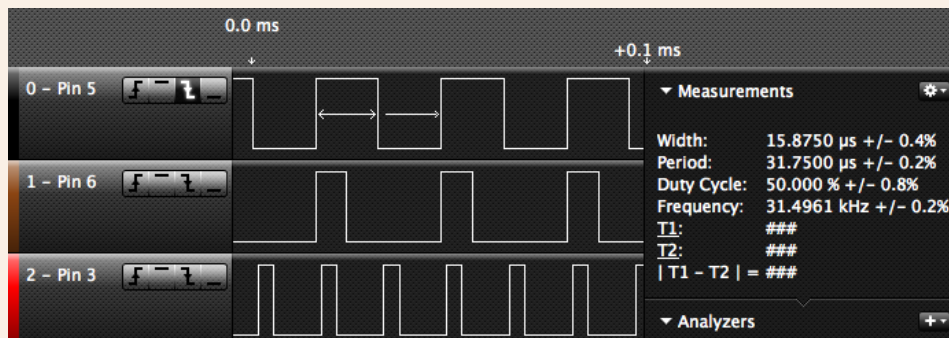 0.0 ms
+0.1 ms
0 - Pin 5
1 - Pin 6
2 - Pin 3
Measurements
Width: 15.8750 µs +/- 0.4%
Period: 31.7500 µs +/- 0.2%
Duty Cycle: 50.000 % +/- 0.8%
Frequency: 31.4961 kHz +/- 0.2%
T1: ###
T2: ###
| T1 - T2 | = ###
Analyzers